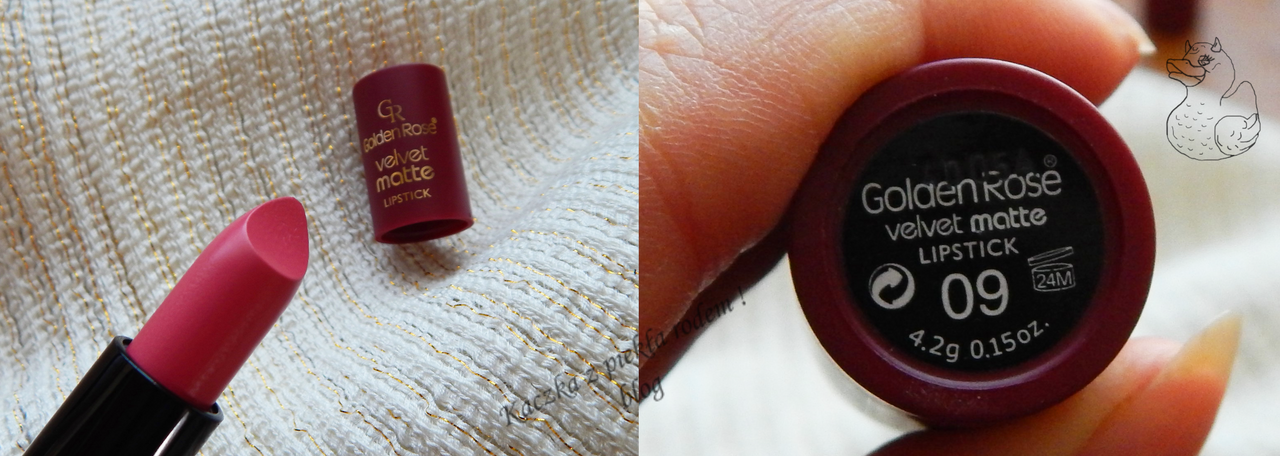 GR
Golden Rose®
velvet
matte
LIPSTICK
Kaczka z piekła rodem !
blog
Golden Rose®
velvet matte
LIPSTICK
24M
09
4.2g 0.15oz.